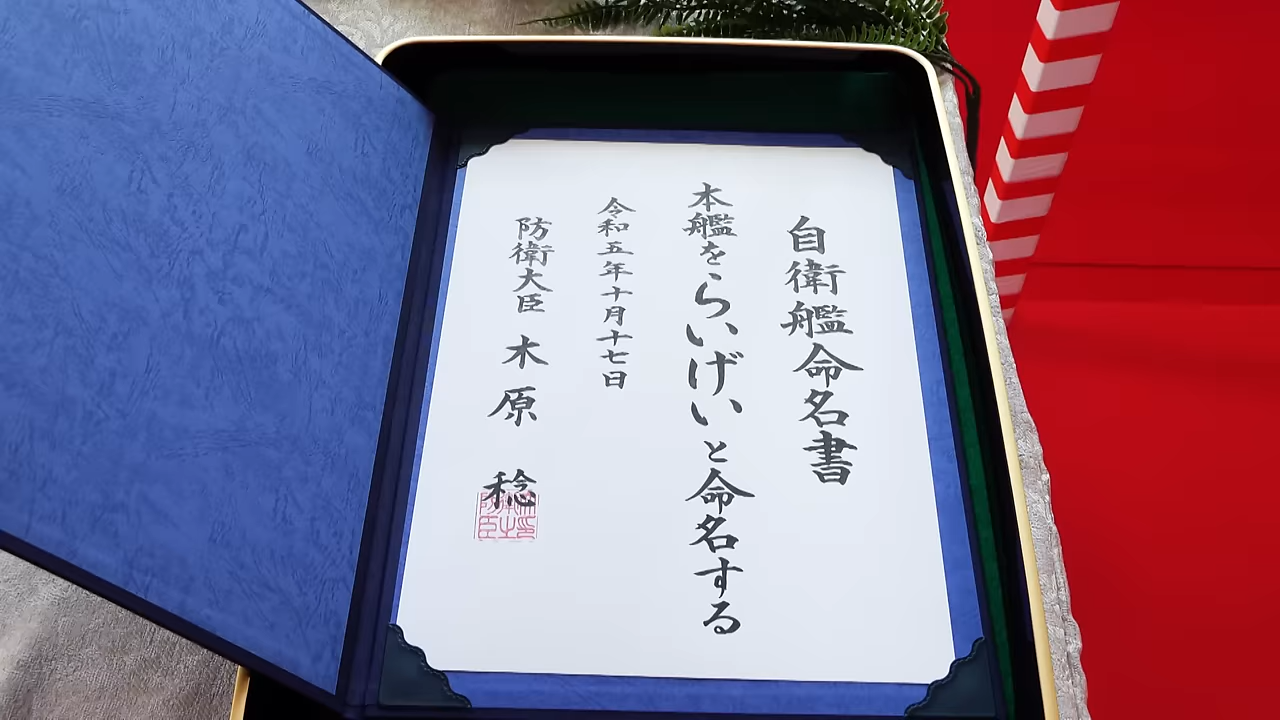 自衛艦命名書
本艦をらいげいと命名する
令和五年十月十七日
防衛大臣 木原 稔